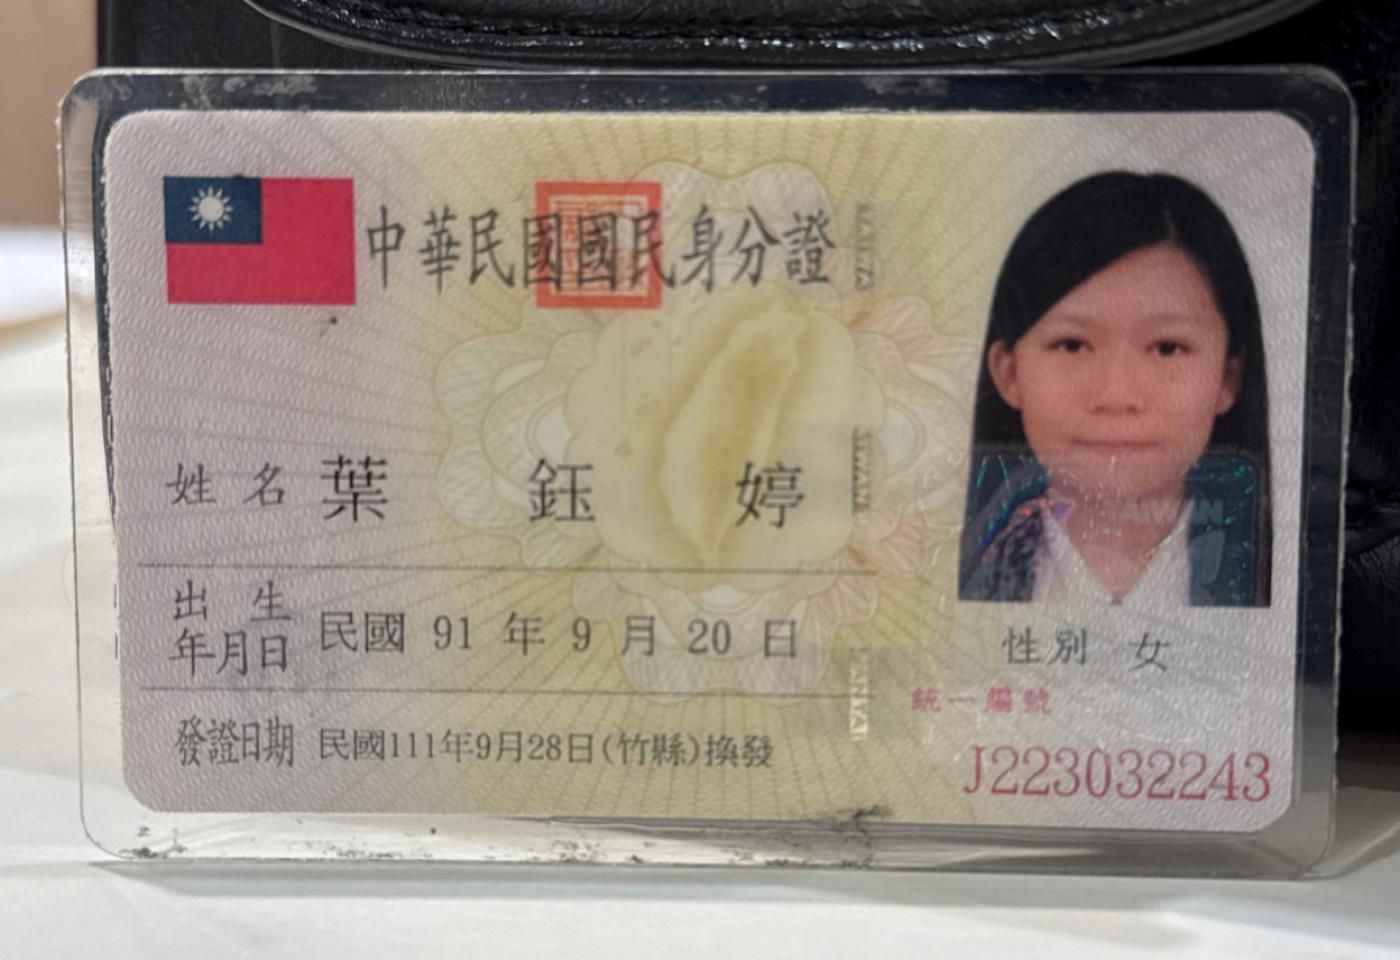 中華民國國民身分證
姓名 葉鈺婷
出生年月日 民國 91 年 9 月 20 日
發證日期 民國111年9月28日(竹縣)換發
性別 女
統一編號
J223032243
TAIWAN